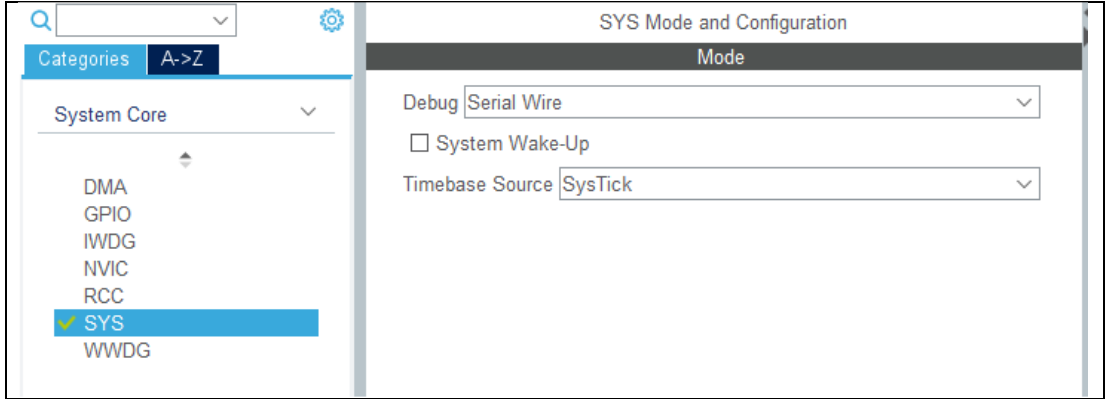 SYS Mode and Configuration
Mode
Categories
A->Z
System Core
DMA
GPIO
IWDG
NVIC
RCC
SYS
WWDG
Debug Serial Wire
System Wake-Up
Timebase Source SysTick